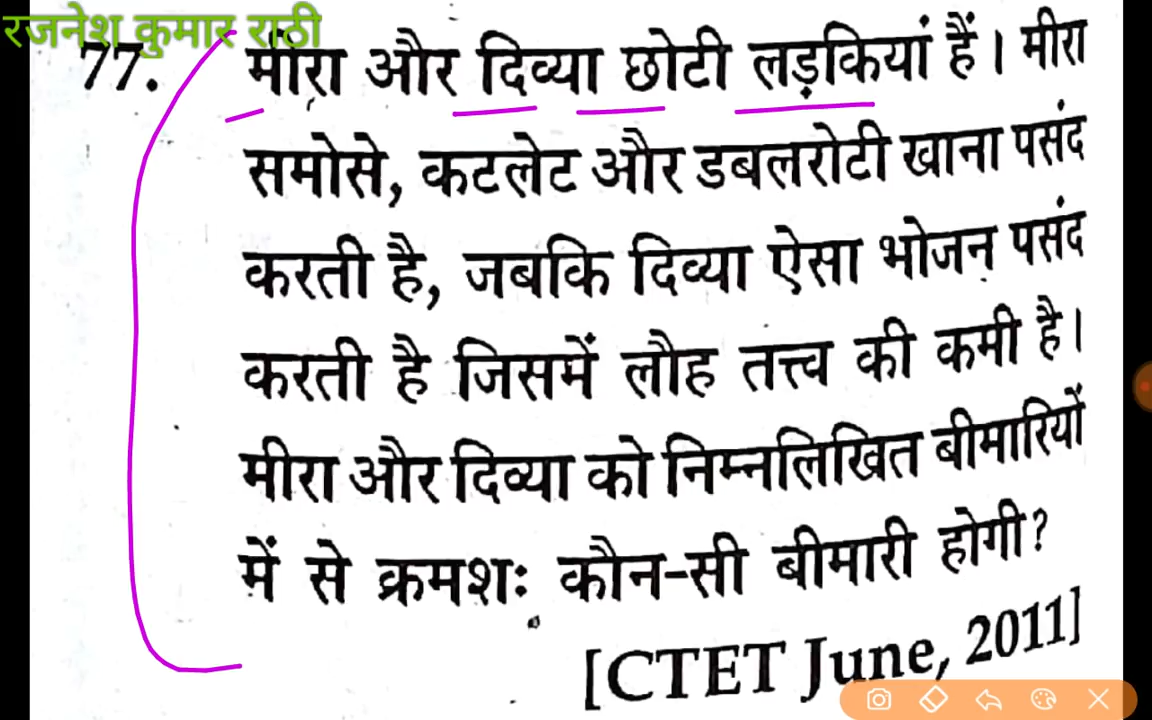 रजनेश कुमार राठी
77. मीरा और दिव्या छोटी लड़कियां हैं। मीरा
समोसे, कटलेट और डबलरोटी खाना पसंद
करती है, जबकि दिव्या ऐसा भोजन पसंद
करती है जिसमें लौह तत्त्व की कमी है।
मीरा और दिव्या को निम्नलिखित बीमारियों
में से क्रमशः कौन-सी बीमारी होगी?
[CTET June, 2011]